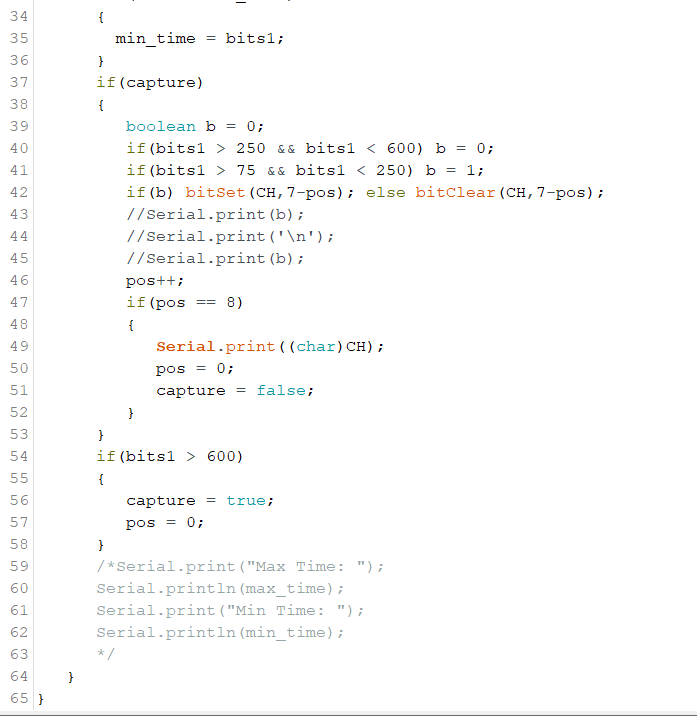 34 {
35 min_time = bits1;
36 }
37 if(capture)
38 {
39 boolean b = 0;
40 if(bits1 > 250 && bits1 < 600) b = 0;
41 if(bits1 > 75 && bits1 < 250) b = 1;
42 if(b) bitSet(CH,7-pos); else bitClear(CH,7-pos);
43 //Serial.print(b);
44 //Serial.print('\n');
45 //Serial.print(b);
46 pos++;
47 if(pos == 8)
48 {
49 Serial.print((char)CH);
50 pos = 0;
51 capture = false;
52 }
53 }
54 if(bits1 > 600)
55 {
56 capture = true;
57 pos = 0;
58 }
59 /*Serial.print("Max Time: ");
60 Serial.println(max_time);
61 Serial.print("Min Time: ");
62 Serial.println(min_time);
63 */
64 }
65 }